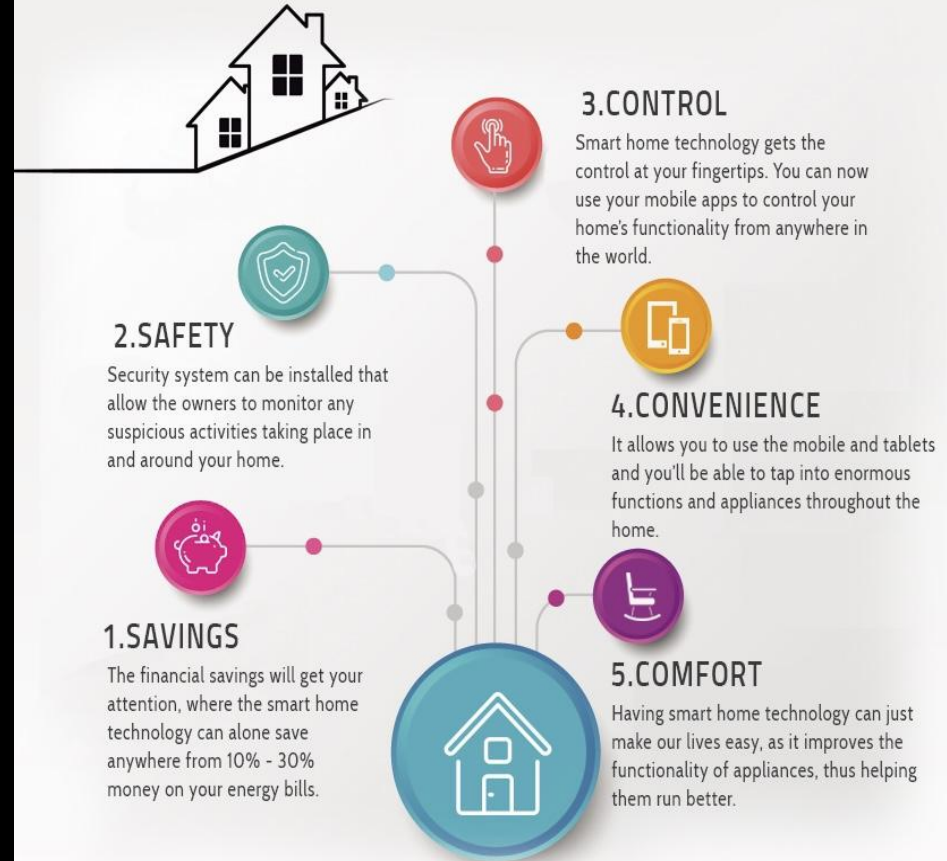 3.CONTROL
Smart home technology gets the
control at your fingertips. You can now
use your mobile apps to control your
home's functionality from anywhere in
the world.
2.SAFETY
Security system can be installed that
allow the owners to monitor any
suspicious activities taking place in
and around your home.
4.CONVENIENCE
It allows you to use the mobile and tablets
and you'll be able to tap into enormous
functions and appliances throughout the
home.
1.SAVINGS
The financial savings will get your
attention, where the smart home
technology can alone save
anywhere from 10% - 30%
money on your energy bills.
5.COMFORT
Having smart home technology can just
make our lives easy, as it improves the
functionality of appliances, thus helping
them run better.